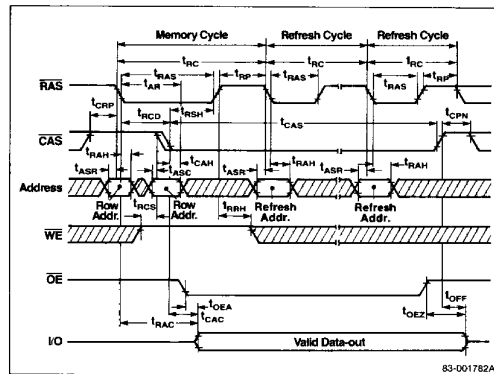 Memory Cycle Refresh Cycle Refresh Cycle
tRC tRC tRC
tRAS tRP tRAS tRAS tRP
tAR
RAS
tCRP tRCD tRSH tCAS tCPN
CAS
tRAH tCAH tRAH tRAH
tASR tASC tASR tASR
Address
Row Addr. tRCS Row Addr. tRRH Refresh Addr. Refresh Addr.
WE
OE
tOEA tOFF
tCAC tOEZ
tRAC
I/O Valid Data-out
83-001782A